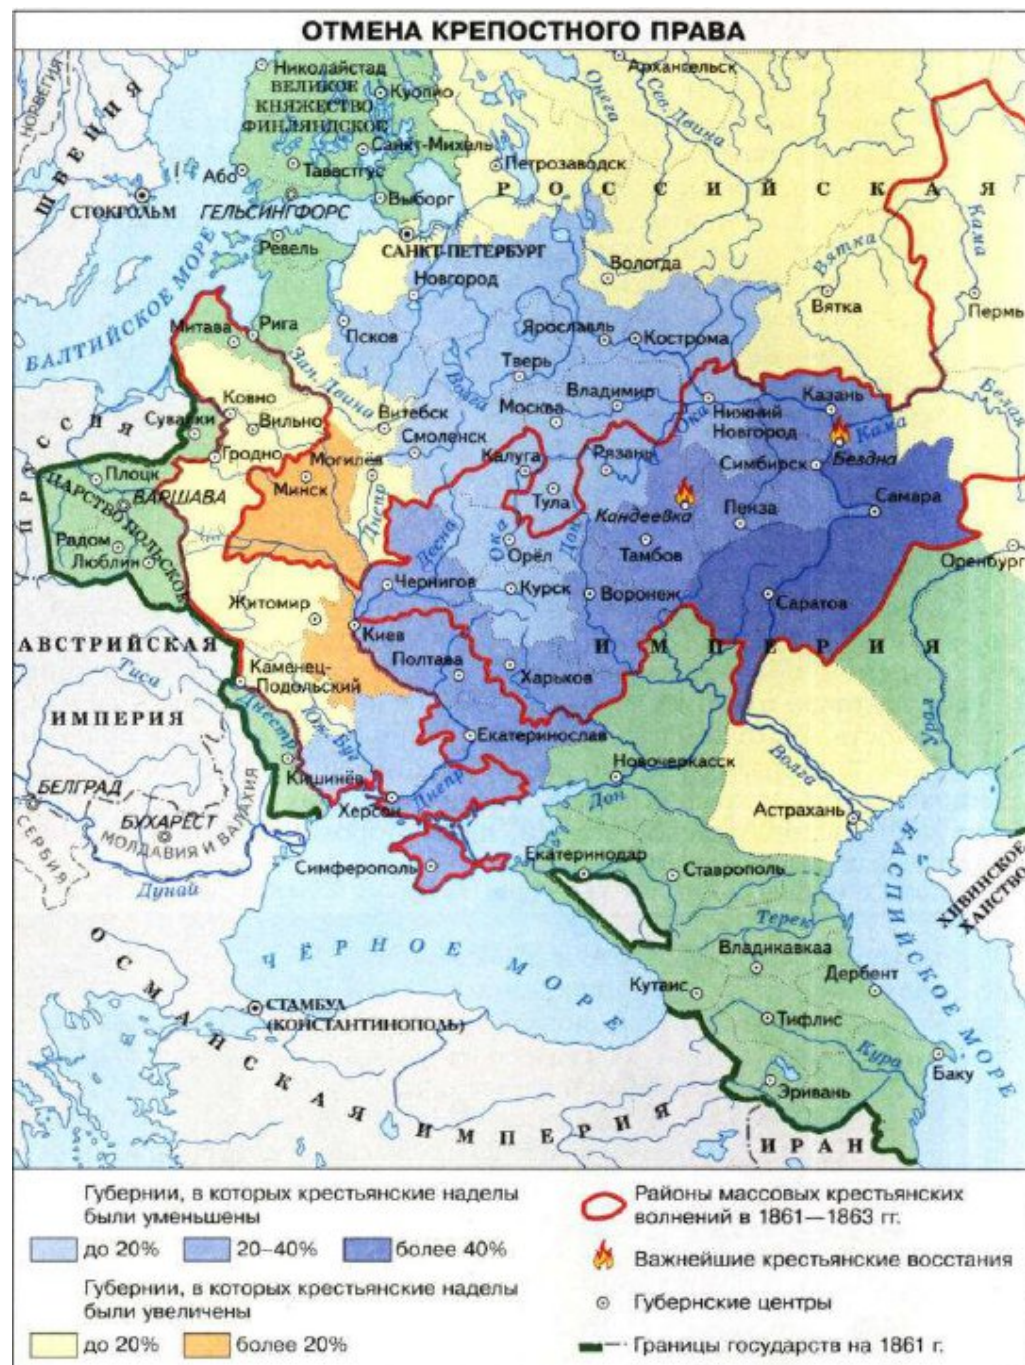 ОТМЕНА КРЕПОСТНОГО ПРАВА
НОРВЕГИЯ
ШВЕЦИЯ
Николайстад
ВЕЛИКОЕ
КНЯЖЕСТВО
ФИНЛЯНДСКОЕ
Куопио
Санкт-Михель
Або
Тавастгус
Выборг
ГЕЛЬСИНГФОРС
СТОКГОЛЬМ
Архангельск
Онега
Сев. Двина
Петрозаводск
РОССИЙСКАЯ
Ревель
САНКТ-ПЕТЕРБУРГ
Новгород
Вологда
Вятка
Вятка
Кама
Пермь
БАЛТИЙСКОЕ МОРЕ
Митава
Рига
Псков
Ярославль
Кострома
Тверь
Волга
Зап. Двина
Владимир
Москва
Ока
Нижний
Новгород
Казань
Кама
Бездна
Белая
ПРУССИЯ
Ковно
Сувалки
Вильно
Витебск
Смоленск
Гродно
Могилёв
Минск
Днепр
Калуга
Рязань
Тула
Симбирск
Самара
Плоцк
ВАРШАВА
ЦАРСТВО ПОЛЬСКОЕ
Радом
Люблин
Кандеевка
Пенза
Тамбов
Оренбург
Десна
Ока
Дон
Орёл
Чернигов
Курск
Воронеж
Саратов
Житомир
Киев
Полтава
Харьков
ИМПЕРИЯ
АВСТРИЙСКАЯ
ИМПЕРИЯ
Тиса
Каменец-
Подольский
Днестр
Юж. Буг
Екатеринослав
Новочеркасск
Волга
Урал
Кишинёв
Днепр
Херсон
Дон
Астрахань
БЕЛГРАД
СЕРБИЯ
БУХАРЕСТ
МОЛДАВИЯ И ВАЛАХИЯ
Дунай
Симферополь
Екатеринодар
Ставрополь
КАСПИЙСКОЕ МОРЕ
ХИВИНСКОЕ
ХАНСТВО
Терек
Владикавказ
Дербент
ЧЁРНОЕ МОРЕ
Кутаис
Тифлис
Кура
Баку
Эривань
СТАМБУЛ
(КОНСТАНТИНОПОЛЬ)
ОСМАНСКАЯ ИМПЕРИЯ
ИРАН
Губернии, в которых крестьянские наделы
были уменьшены
до 20%
20–40%
более 40%
Губернии, в которых крестьянские наделы
были увеличены
до 20%
более 20%
Районы массовых крестьянских
волнений в 1861—1863 гг.
Важнейшие крестьянские восстания
Губернские центры
Границы государств на 1861 г.